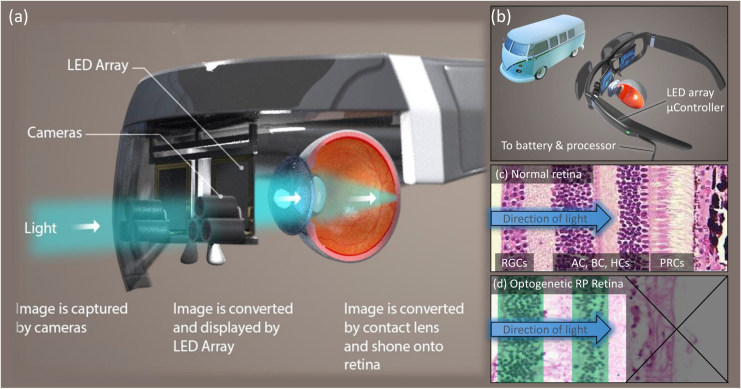 (a)
LED Array
Cameras
Light
Image is captured
by cameras
Image is converted
and displayed by
LED Array
Image is converted
by contact lens
and shone onto
retina
(b)
LED array
µController
To battery & processor
(c) Normal retina
Direction of light
RGCs
AC, BC, HCs
PRCs
(d) Optogenetic RP Retina
Direction of light